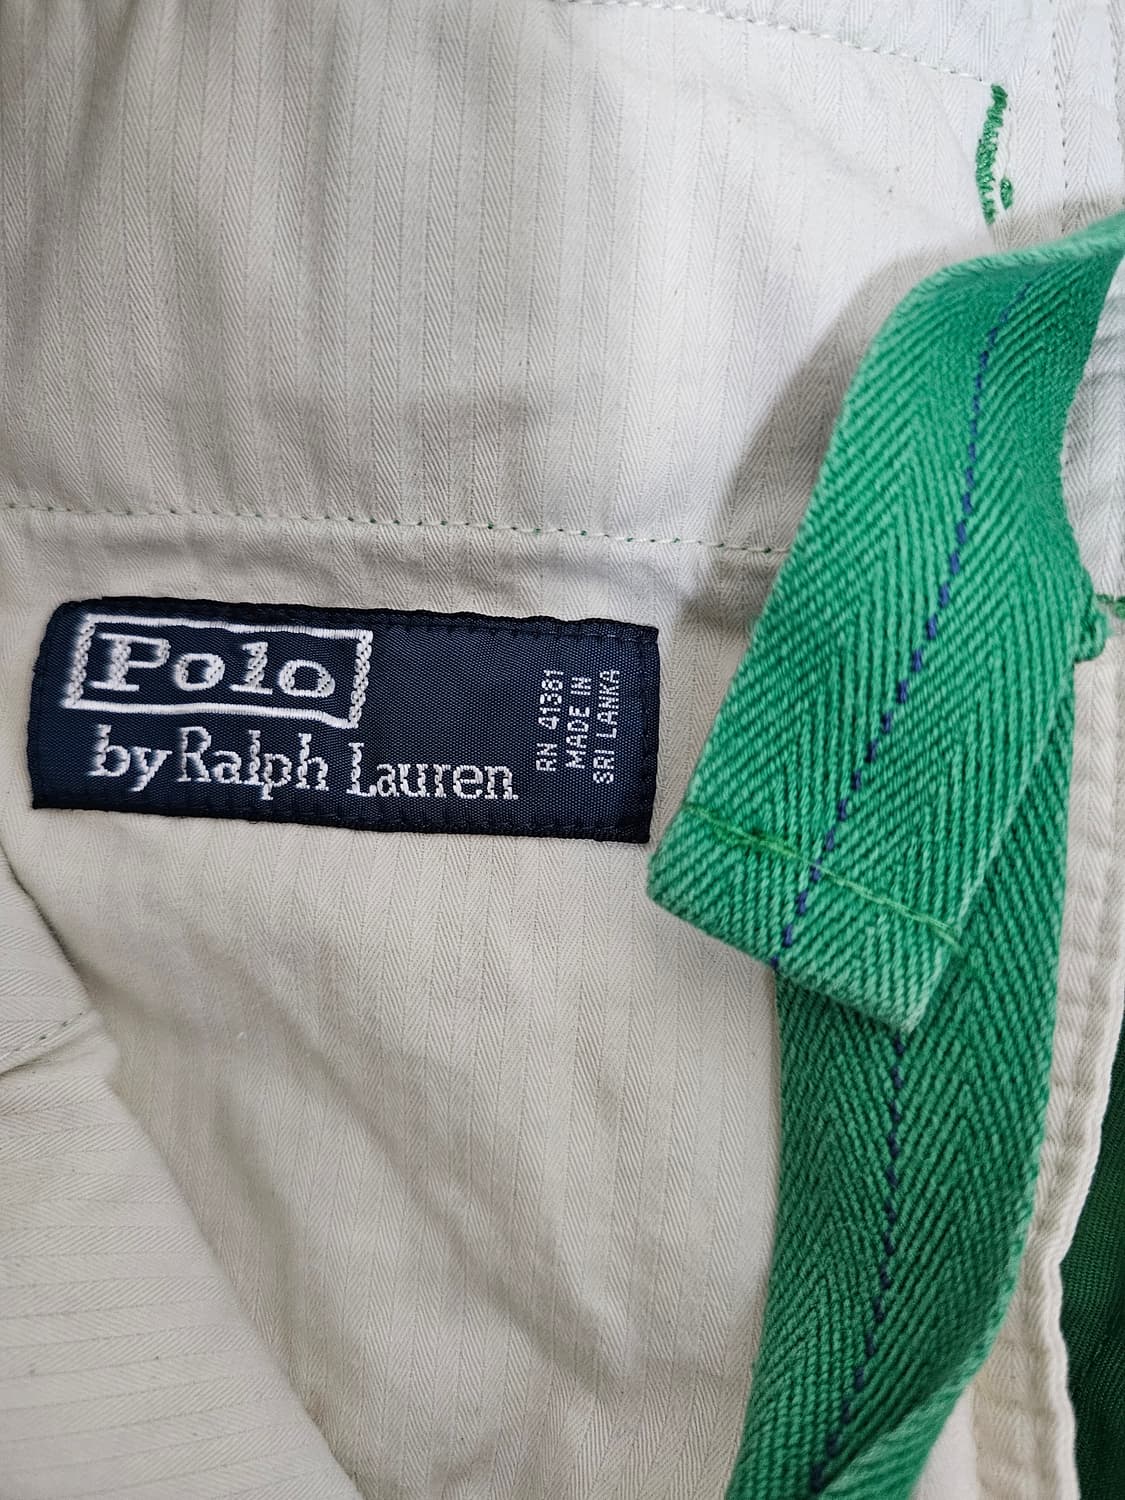 Polo
by Ralph Lauren
RN 41381
MADE IN
SRI LANKA